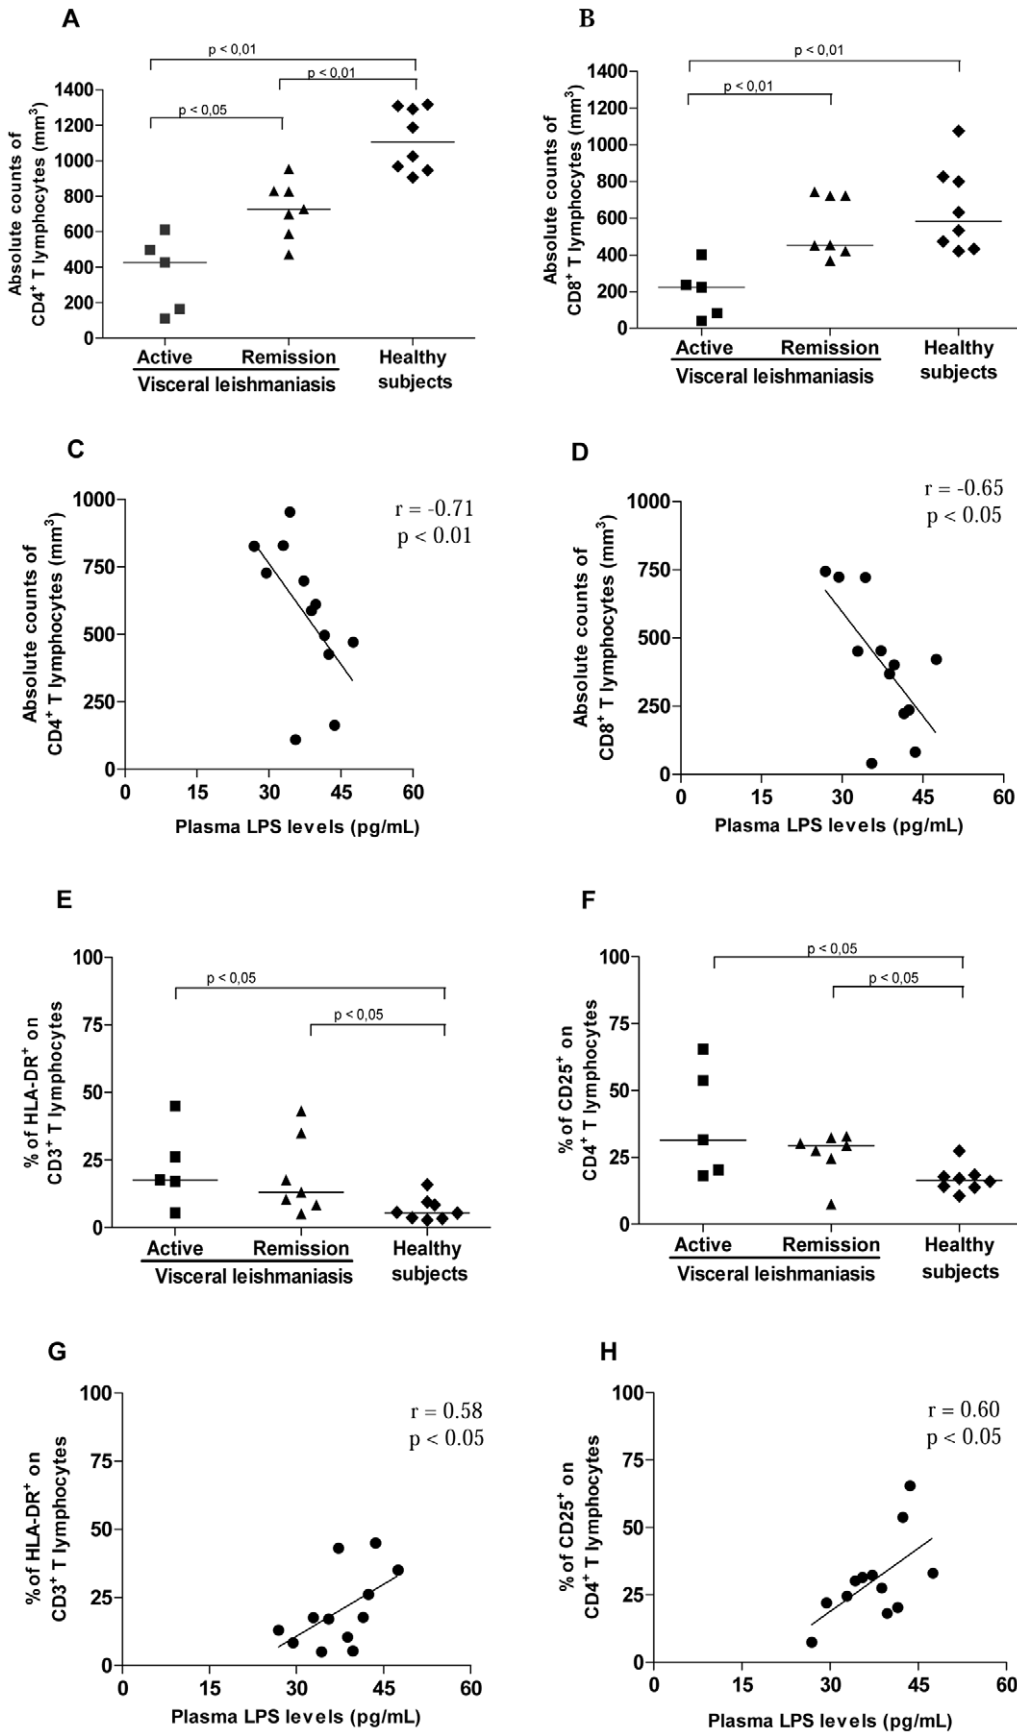 A
p < 0,01
p < 0,01
p < 0,05
Absolute counts of
CD4+ T lymphocytes (mm3)
1400
1200
1000
800
600
400
200
0
Active
Remission
Healthy
subjects
Visceral leishmaniasis
B
p < 0,01
p < 0,01
Absolute counts of
CD8+ T lymphocytes (mm3)
1400
1200
1000
800
600
400
200
0
Active
Remission
Healthy
subjects
Visceral leishmaniasis
C
r = -0.71
p < 0.01
Absolute counts of
CD4+ T lymphocytes (mm3)
1000
750
500
250
0
0 15 30 45 60
Plasma LPS levels (pg/mL)
D
r = -0.65
p < 0.05
Absolute counts of
CD8+ T lymphocytes (mm3)
1000
750
500
250
0
0 15 30 45 60
Plasma LPS levels (pg/mL)
E
p < 0,05
p < 0,05
% of HLA-DR+ on
CD3+ T lymphocytes
100
75
50
25
0
Active
Remission
Healthy
subjects
Visceral leishmaniasis
F
p < 0,05
p < 0,05
% of CD25+ on
CD4+ T lymphocytes
100
75
50
25
0
Active
Remission
Healthy
subjects
Visceral leishmaniasis
G
r = 0.58
p < 0.05
% of HLA-DR+ on
CD3+ T lymphocytes
100
75
50
25
0
0 15 30 45 60
Plasma LPS levels (pg/mL)
H
r = 0.60
p < 0.05
% of CD25+ on
CD4+ T lymphocytes
100
75
50
25
0
0 15 30 45 60
Plasma LPS levels (pg/mL)